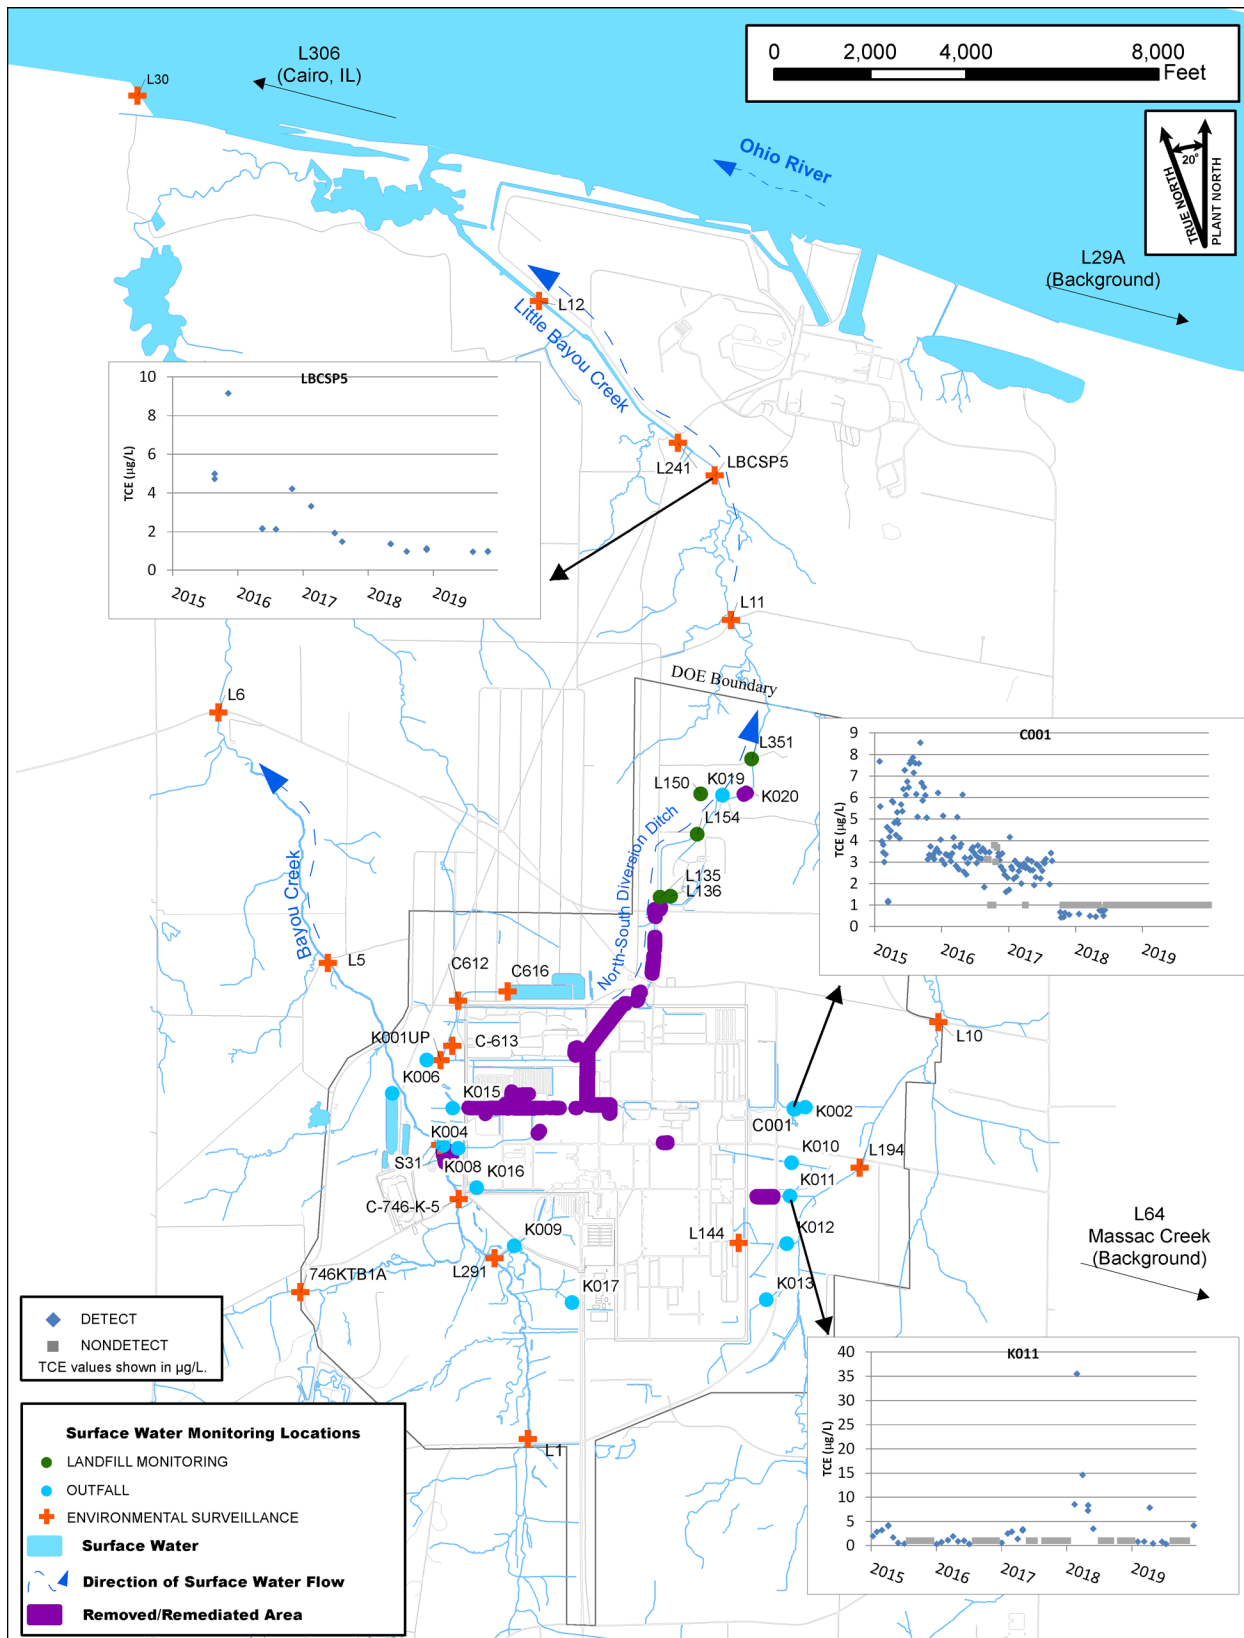 L306
(Cairo, IL)
L30
0 2,000 4,000 8,000
Feet
TRUE NORTH
20°
PLANT NORTH
Ohio River
L29A
(Background)
L12
Little Bayou Creek
LBCSP5
10
8
6
4
2
0
TCE (µg/L)
2015 2016 2017 2018 2019
L241
LBCSP5
L11
DOE Boundary
L6
L351
L150
K019
K020
L154
North-South Diversion Ditch
L135
L136
C001
9
8
7
6
5
4
3
2
1
0
TCE (µg/L)
2015 2016 2017 2018 2019
Bayou Creek
L5
C612
C616
L10
K001UP
C-613
K006
K015
C001
K002
K004
S31
K008
K016
K010
L194
K011
C-746-K-5
K009
L144
K012
L64
Massac Creek
(Background)
L291
746KTB1A
K017
K013
DETECT
NONDETECT
TCE values shown in µg/L.
K011
40
35
30
25
20
15
10
5
0
TCE (µg/L)
2015 2016 2017 2018 2019
L1
Surface Water Monitoring Locations
LANDFILL MONITORING
OUTFALL
ENVIRONMENTAL SURVEILLANCE
Surface Water
Direction of Surface Water Flow
Removed/Remediated Area